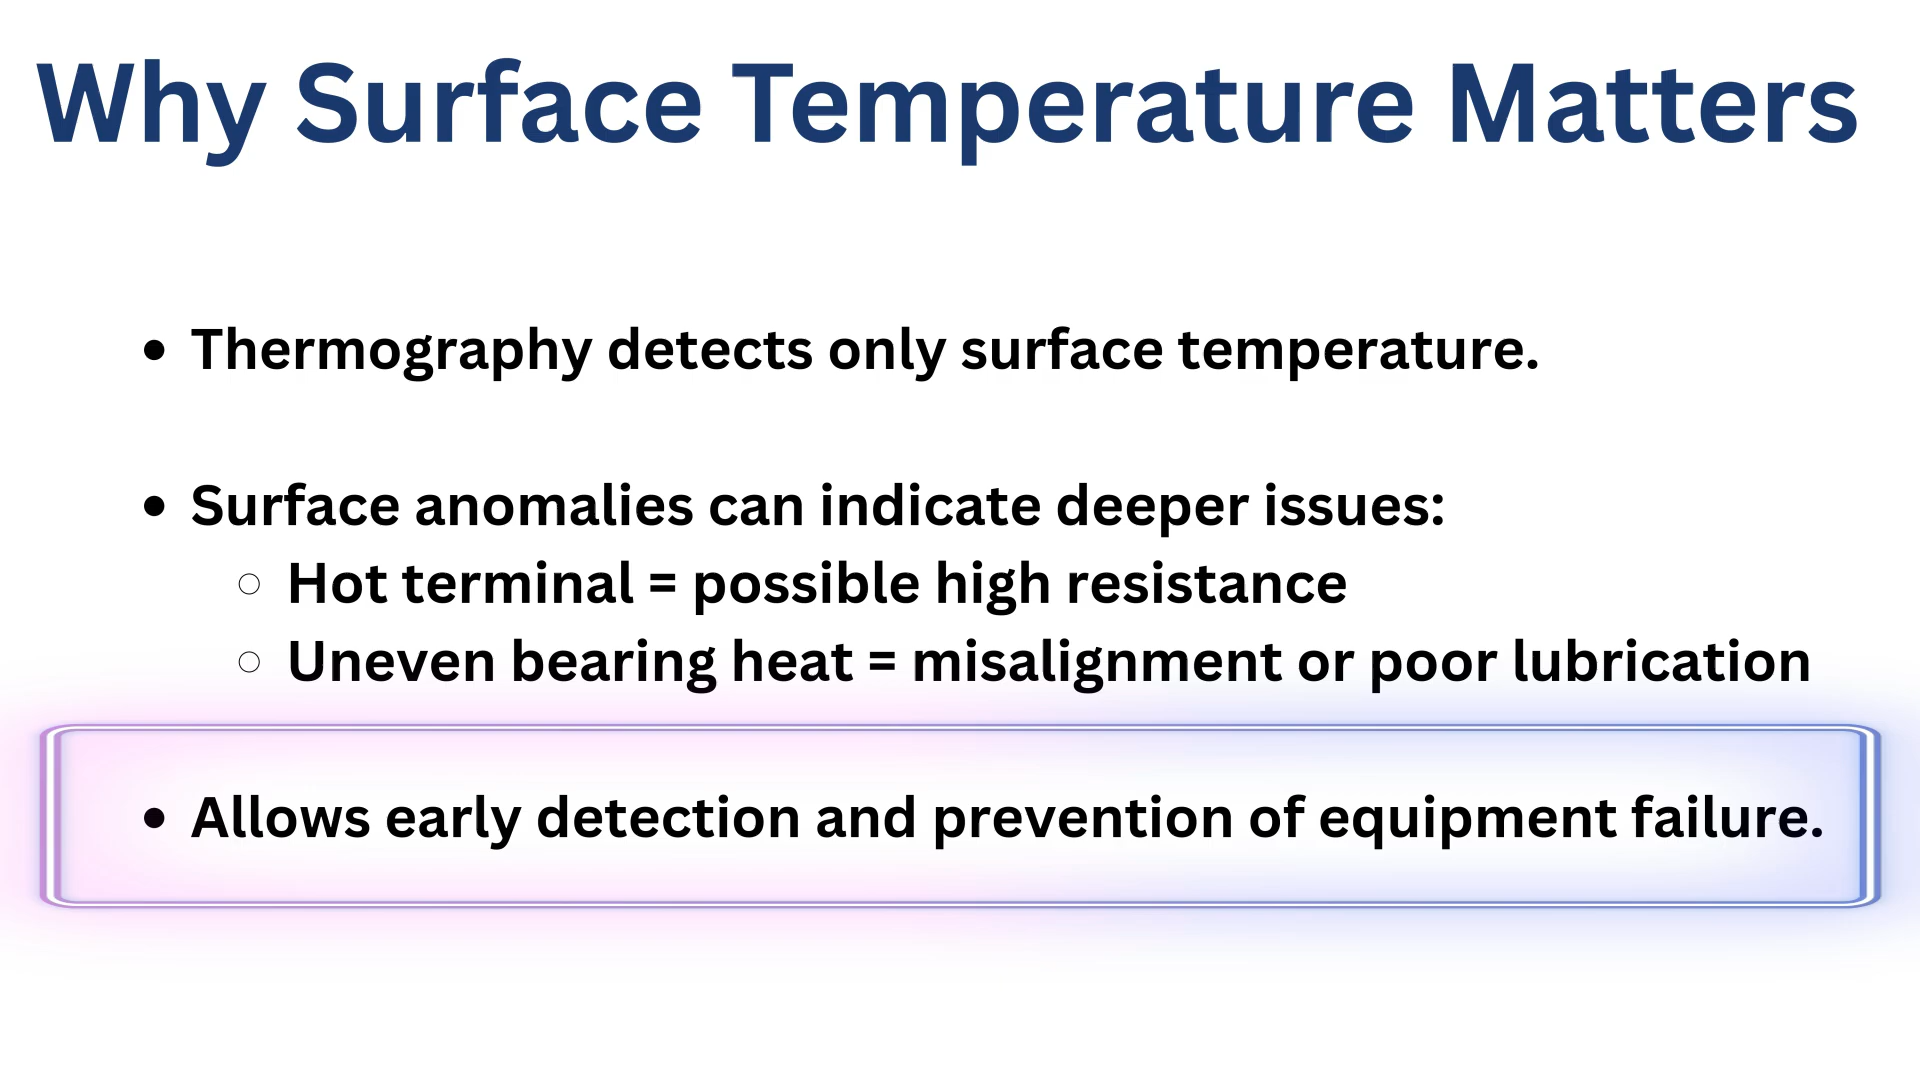 Why Surface Temperature Matters
• Thermography detects only surface temperature.
• Surface anomalies can indicate deeper issues:
○ Hot terminal = possible high resistance
○ Uneven bearing heat = misalignment or poor lubrication
• Allows early detection and prevention of equipment failure.